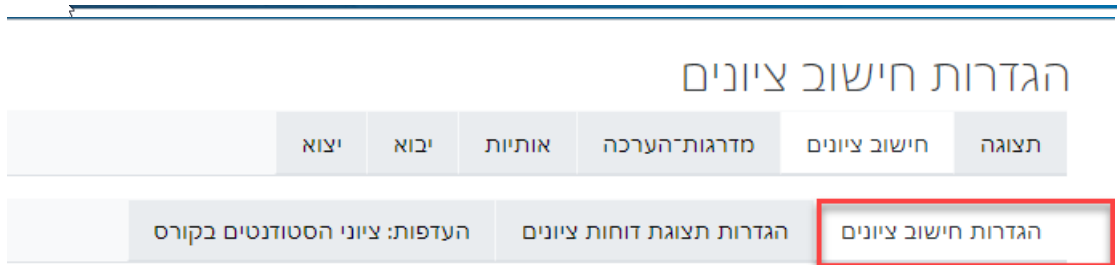 הגדרות חישוב ציונים
תצוגה חישוב ציונים מדרגות־הערכה אותיות יבוא יצוא
הגדרות חישוב ציונים הגדרות תצוגת דוחות ציונים העדפות: ציוני הסטודנטים בקורס